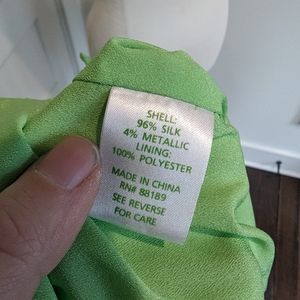 SHELL:
96% SILK
4% METALLIC
LINING:
100% POLYESTER
MADE IN CHINA
RN# 88189
SEE REVERSE
FOR CARE